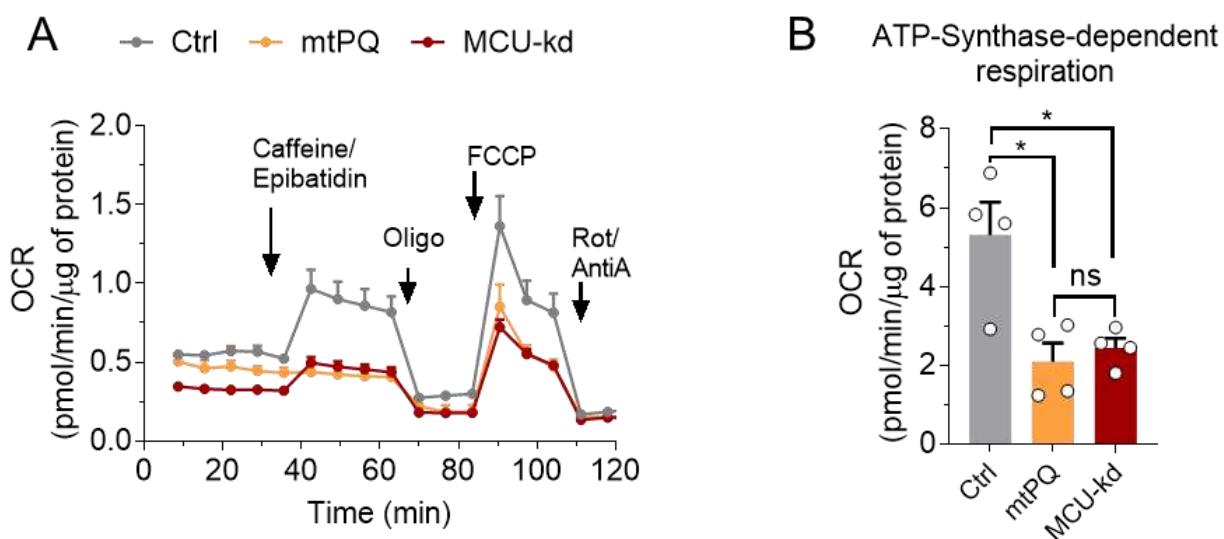 A
Ctrl mtPQ MCU-kd
OCR
(pmol/min/µg of protein)
2.0
1.5
1.0
0.5
0.0
Caffeine/
Epibatidin
Oligo
FCCP
Rot/
AntiA
0 20 40 60 80 100 120
Time (min)
B
ATP-Synthase-dependent
respiration
OCR
(pmol/min/µg of protein)
8
6
4
2
0
*
*
ns
Ctrl
mtPQ
MCU-kd